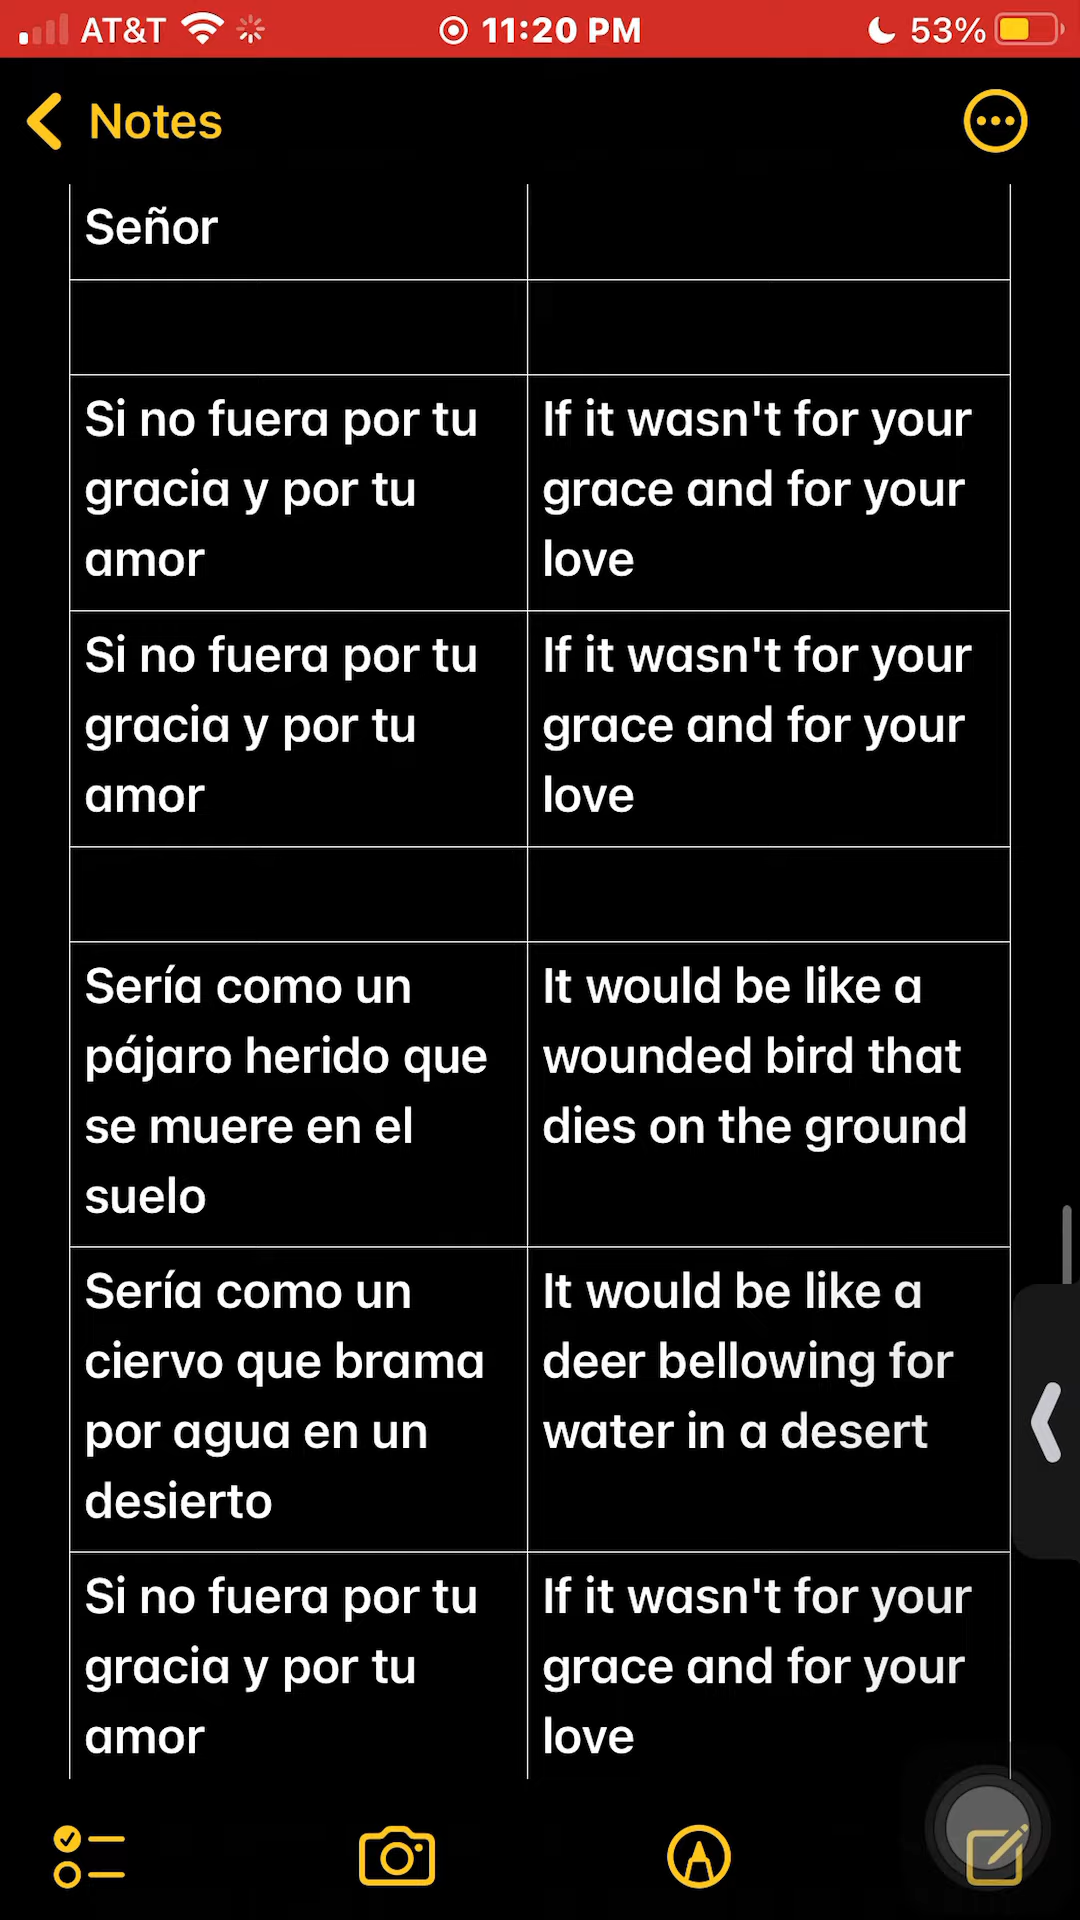 AT&T 11:20 PM 53%
Notes
Señor
Si no fuera por tu
gracia y por tu
amor
If it wasn't for your
grace and for your
love
Si no fuera por tu
gracia y por tu
amor
If it wasn't for your
grace and for your
love
Sería como un
pájaro herido que
se muere en el
suelo
It would be like a
wounded bird that
dies on the ground
Sería como un
ciervo que brama
por agua en un
desierto
It would be like a
deer bellowing for
water in a desert
Si no fuera por tu
gracia y por tu
amor
If it wasn't for your
grace and for your
love